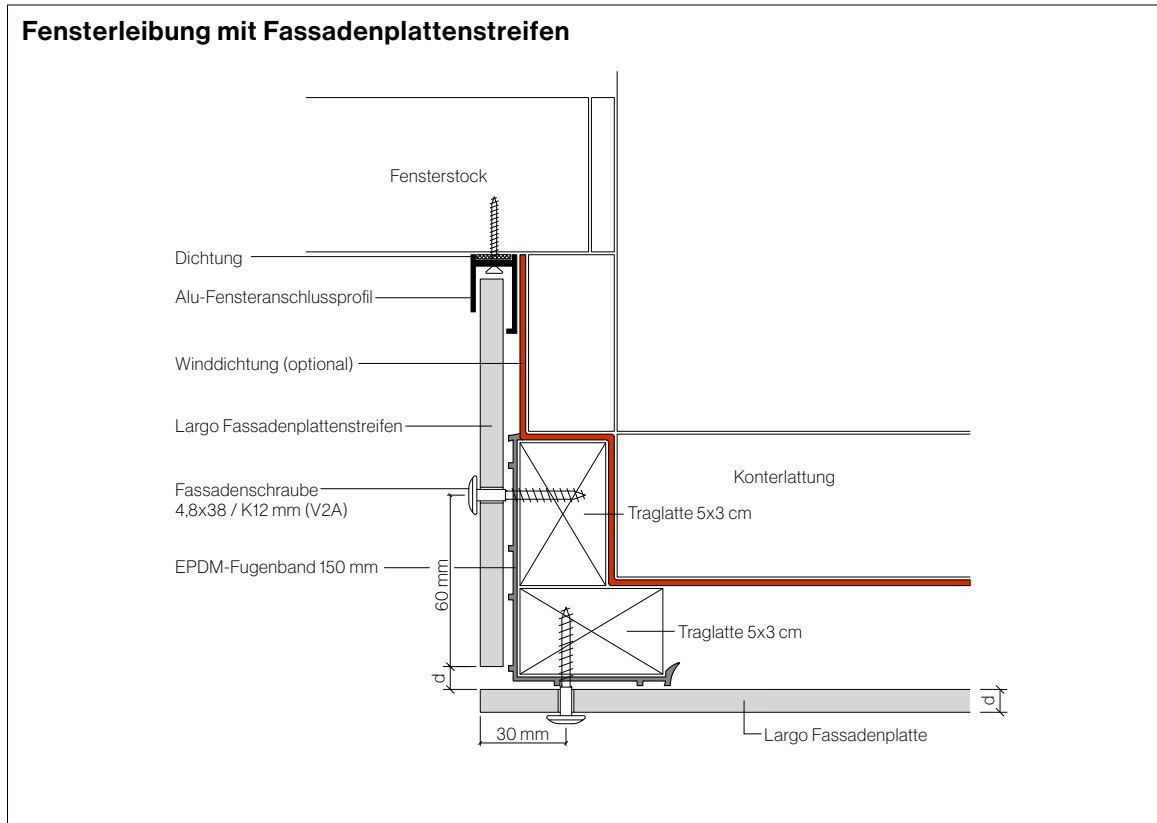 Fensterleibung mit Fassadenplattenstreifen
Fensterstock
Dichtung
Alu-Fensteranschlussprofil
Winddichtung (optional)
Largo Fassadenplattenstreifen
Fassadenschraube
4,8x38 / K12 mm (V2A)
Konterlattung
Traglatte 5x3 cm
EPDM-Fugenband 150 mm
60 mm
Traglatte 5x3 cm
d
d
30 mm
Largo Fassadenplatte